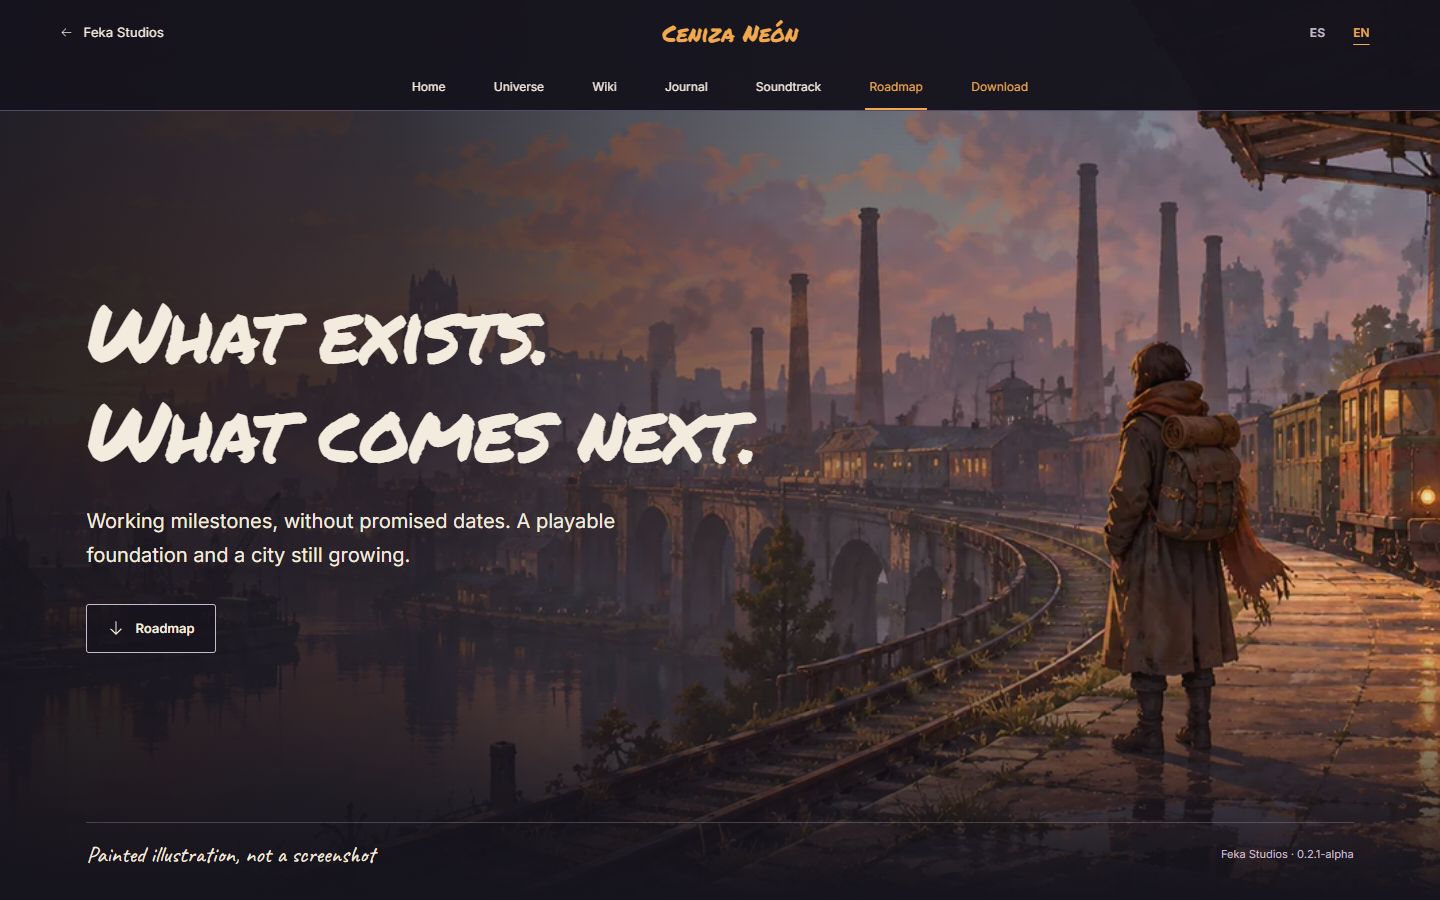 Feka Studios
Ceniza Neón
ES EN
Home Universe Wiki Journal Soundtrack Roadmap Download
What exists.
What comes next.
Working milestones, without promised dates. A playable
foundation and a city still growing.
Roadmap
Painted illustration, not a screenshot
Feka Studios · 0.2.1-alpha